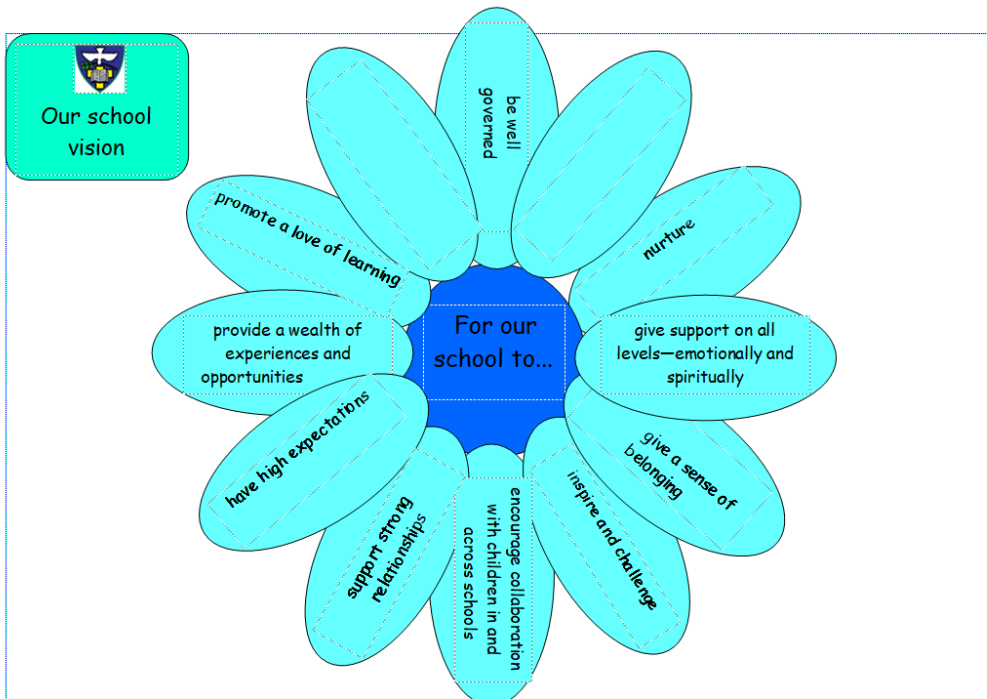 Our school
vision
For our
school to...
be well
governed
nurture
give support on all
levels—emotionally and
spiritually
give a sense of
belonging
inspire and challenge
encourage collaboration
with children in and
across schools
support strong
relationships
have high expectations
provide a wealth of
experiences and
opportunities
promote a love of learning